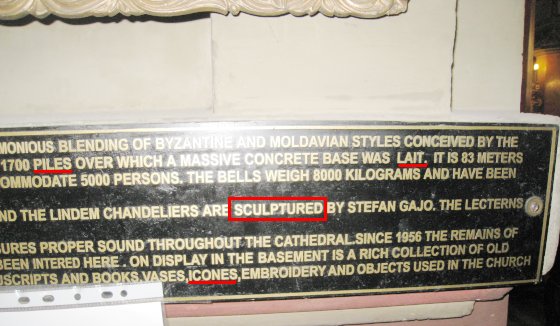 MONIOUS BLENDING OF BYZANTINE AND MOLDAVIAN STYLES CONCEIVED BY THE
1700 PILES OVER WHICH A MASSIVE CONCRETE BASE WAS LAIT. IT IS 83 METERS
OMMODATE 5000 PERSONS. THE BELLS WEIGH 8000 KILOGRAMS AND HAVE BEEN
ND THE LINDEM CHANDELIERS ARE SCULPTURED BY STEFAN GAJO. THE LECTERNS
SURES PROPER SOUND THROUGHOUT THE CATHEDRAL.SINCE 1956 THE REMAINS OF
BEEN INTERED HERE. ON DISPLAY IN THE BASEMENT IS A RICH COLLECTION OF OLD
USCRIPTS AND BOOKS VASES,ICONES,EMBROIDERY,AND OBJECTS USED IN THE CHURCH